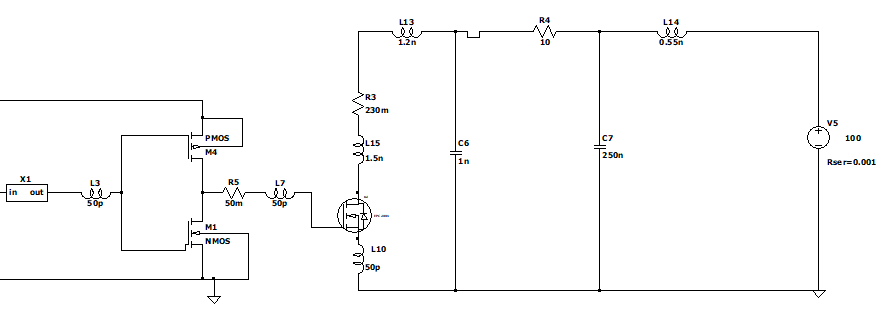 L13
1.2n
R4
10
L14
0.55n
R3
230m
V5
100
Rser=0.001
PMOS
M4
L15
1.5n
C6
1n
C7
250n
X1
in out
L3
50p
R5
50m
L7
50p
M1
NMOS
L10
50p